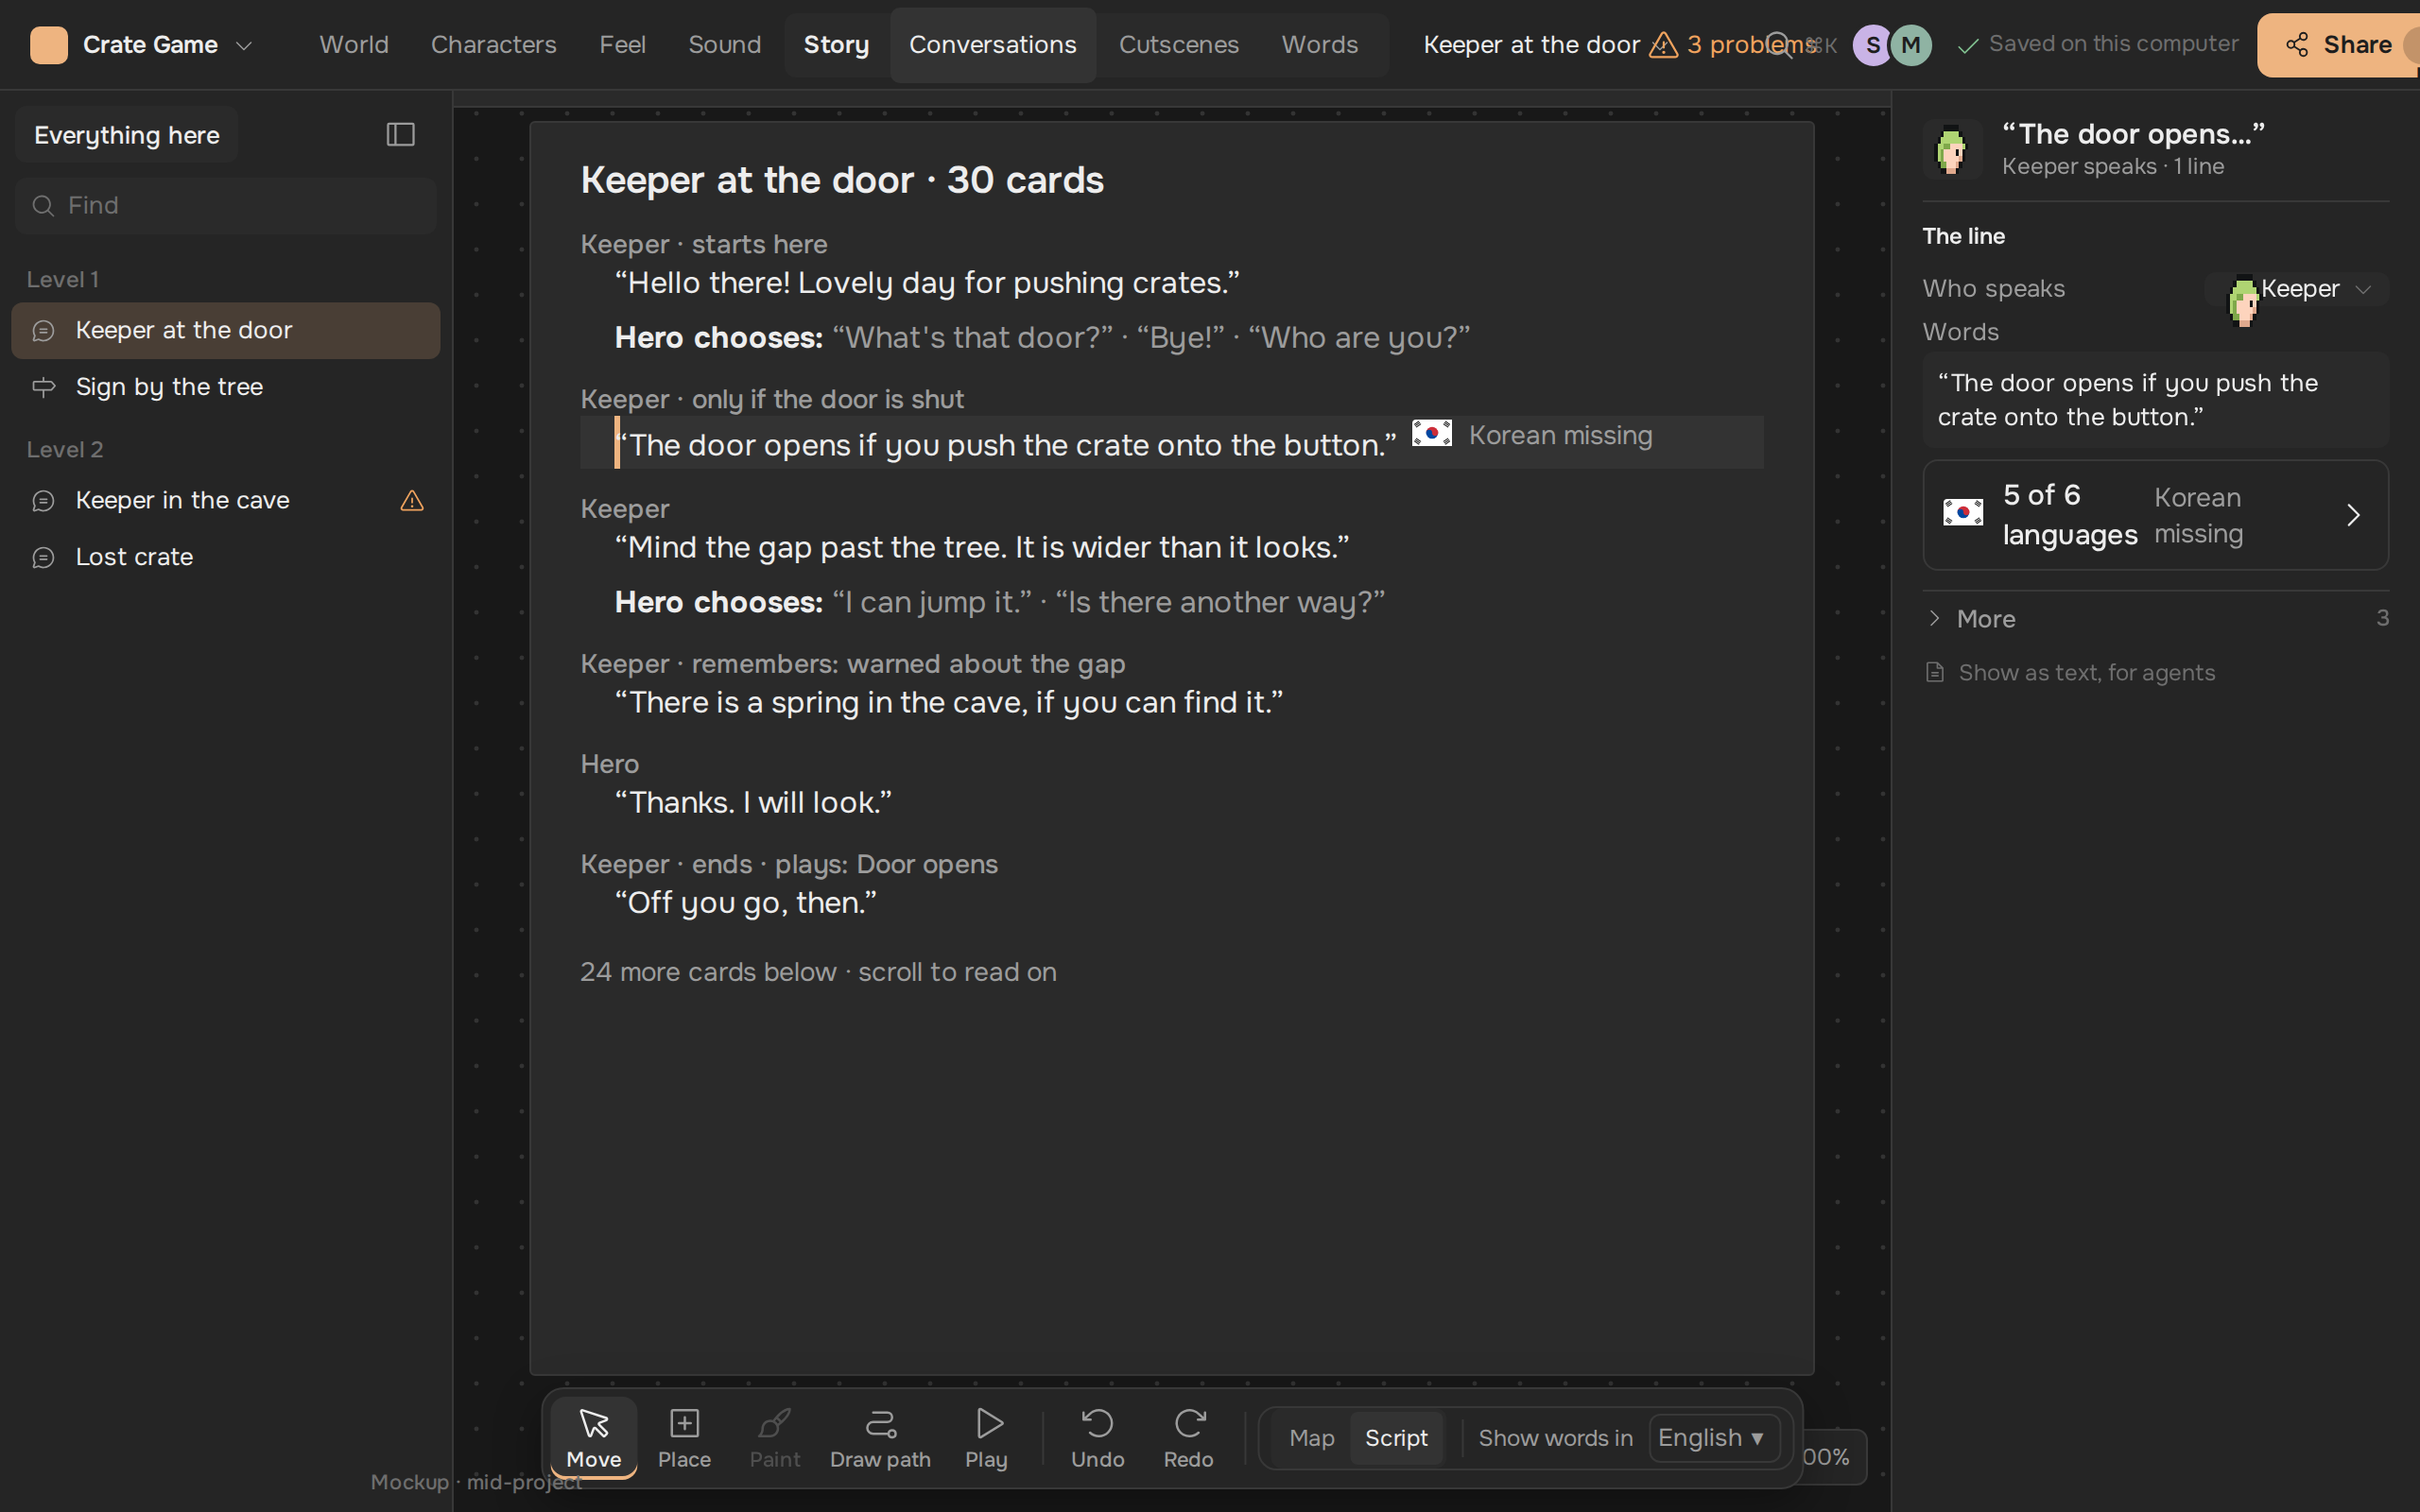 Crate Game
World
Characters
Feel
Sound
Story
Conversations
Cutscenes
Words
Keeper at the door
3 problems
⌘K
S
M
Saved on this computer
Share
Everything here
Find
Level 1
Keeper at the door
Sign by the tree
Level 2
Keeper in the cave
Lost crate
Keeper at the door · 30 cards
Keeper · starts here
“Hello there! Lovely day for pushing crates.”
Hero chooses: “What's that door?” · “Bye!” · “Who are you?”
Keeper · only if the door is shut
“The door opens if you push the crate onto the button.” Korean missing
Keeper
“Mind the gap past the tree. It is wider than it looks.”
Hero chooses: “I can jump it.” · “Is there another way?”
Keeper · remembers: warned about the gap
“There is a spring in the cave, if you can find it.”
Hero
“Thanks. I will look.”
Keeper · ends · plays: Door opens
“Off you go, then.”
24 more cards below · scroll to read on
“The door opens…”
Keeper speaks · 1 line
The line
Who speaks
Keeper
Words
“The door opens if you push the
crate onto the button.”
5 of 6
languages
Korean
missing
More
3
Show as text, for agents
Move
Place
Paint
Draw path
Play
Undo
Redo
Map
Script
Show words in
English
00%
Mockup · mid-project